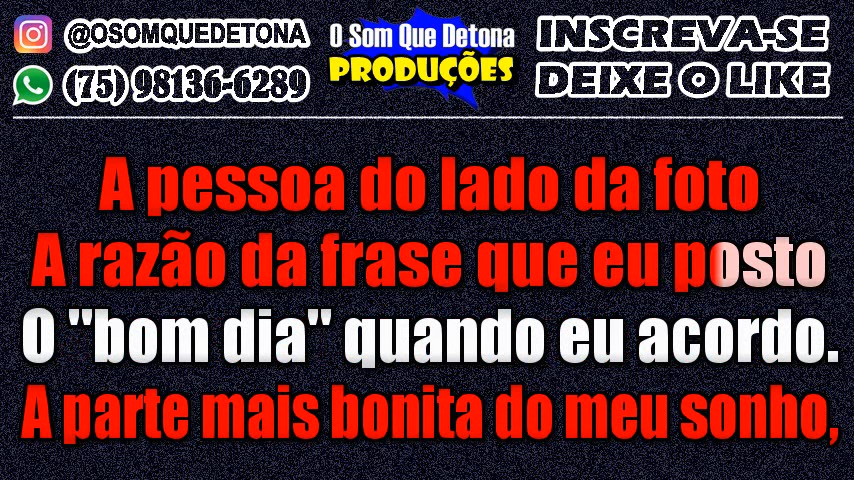 @OSOMQUEDETONA
(75) 98136-6289
O Som Que Detona
PRODUÇÕES
INSCREVA-SE
DEIXE O LIKE
A pessoa do lado da foto
A razão da frase que eu posto
O "bom dia" quando eu acordo.
A parte mais bonita do meu sonho,